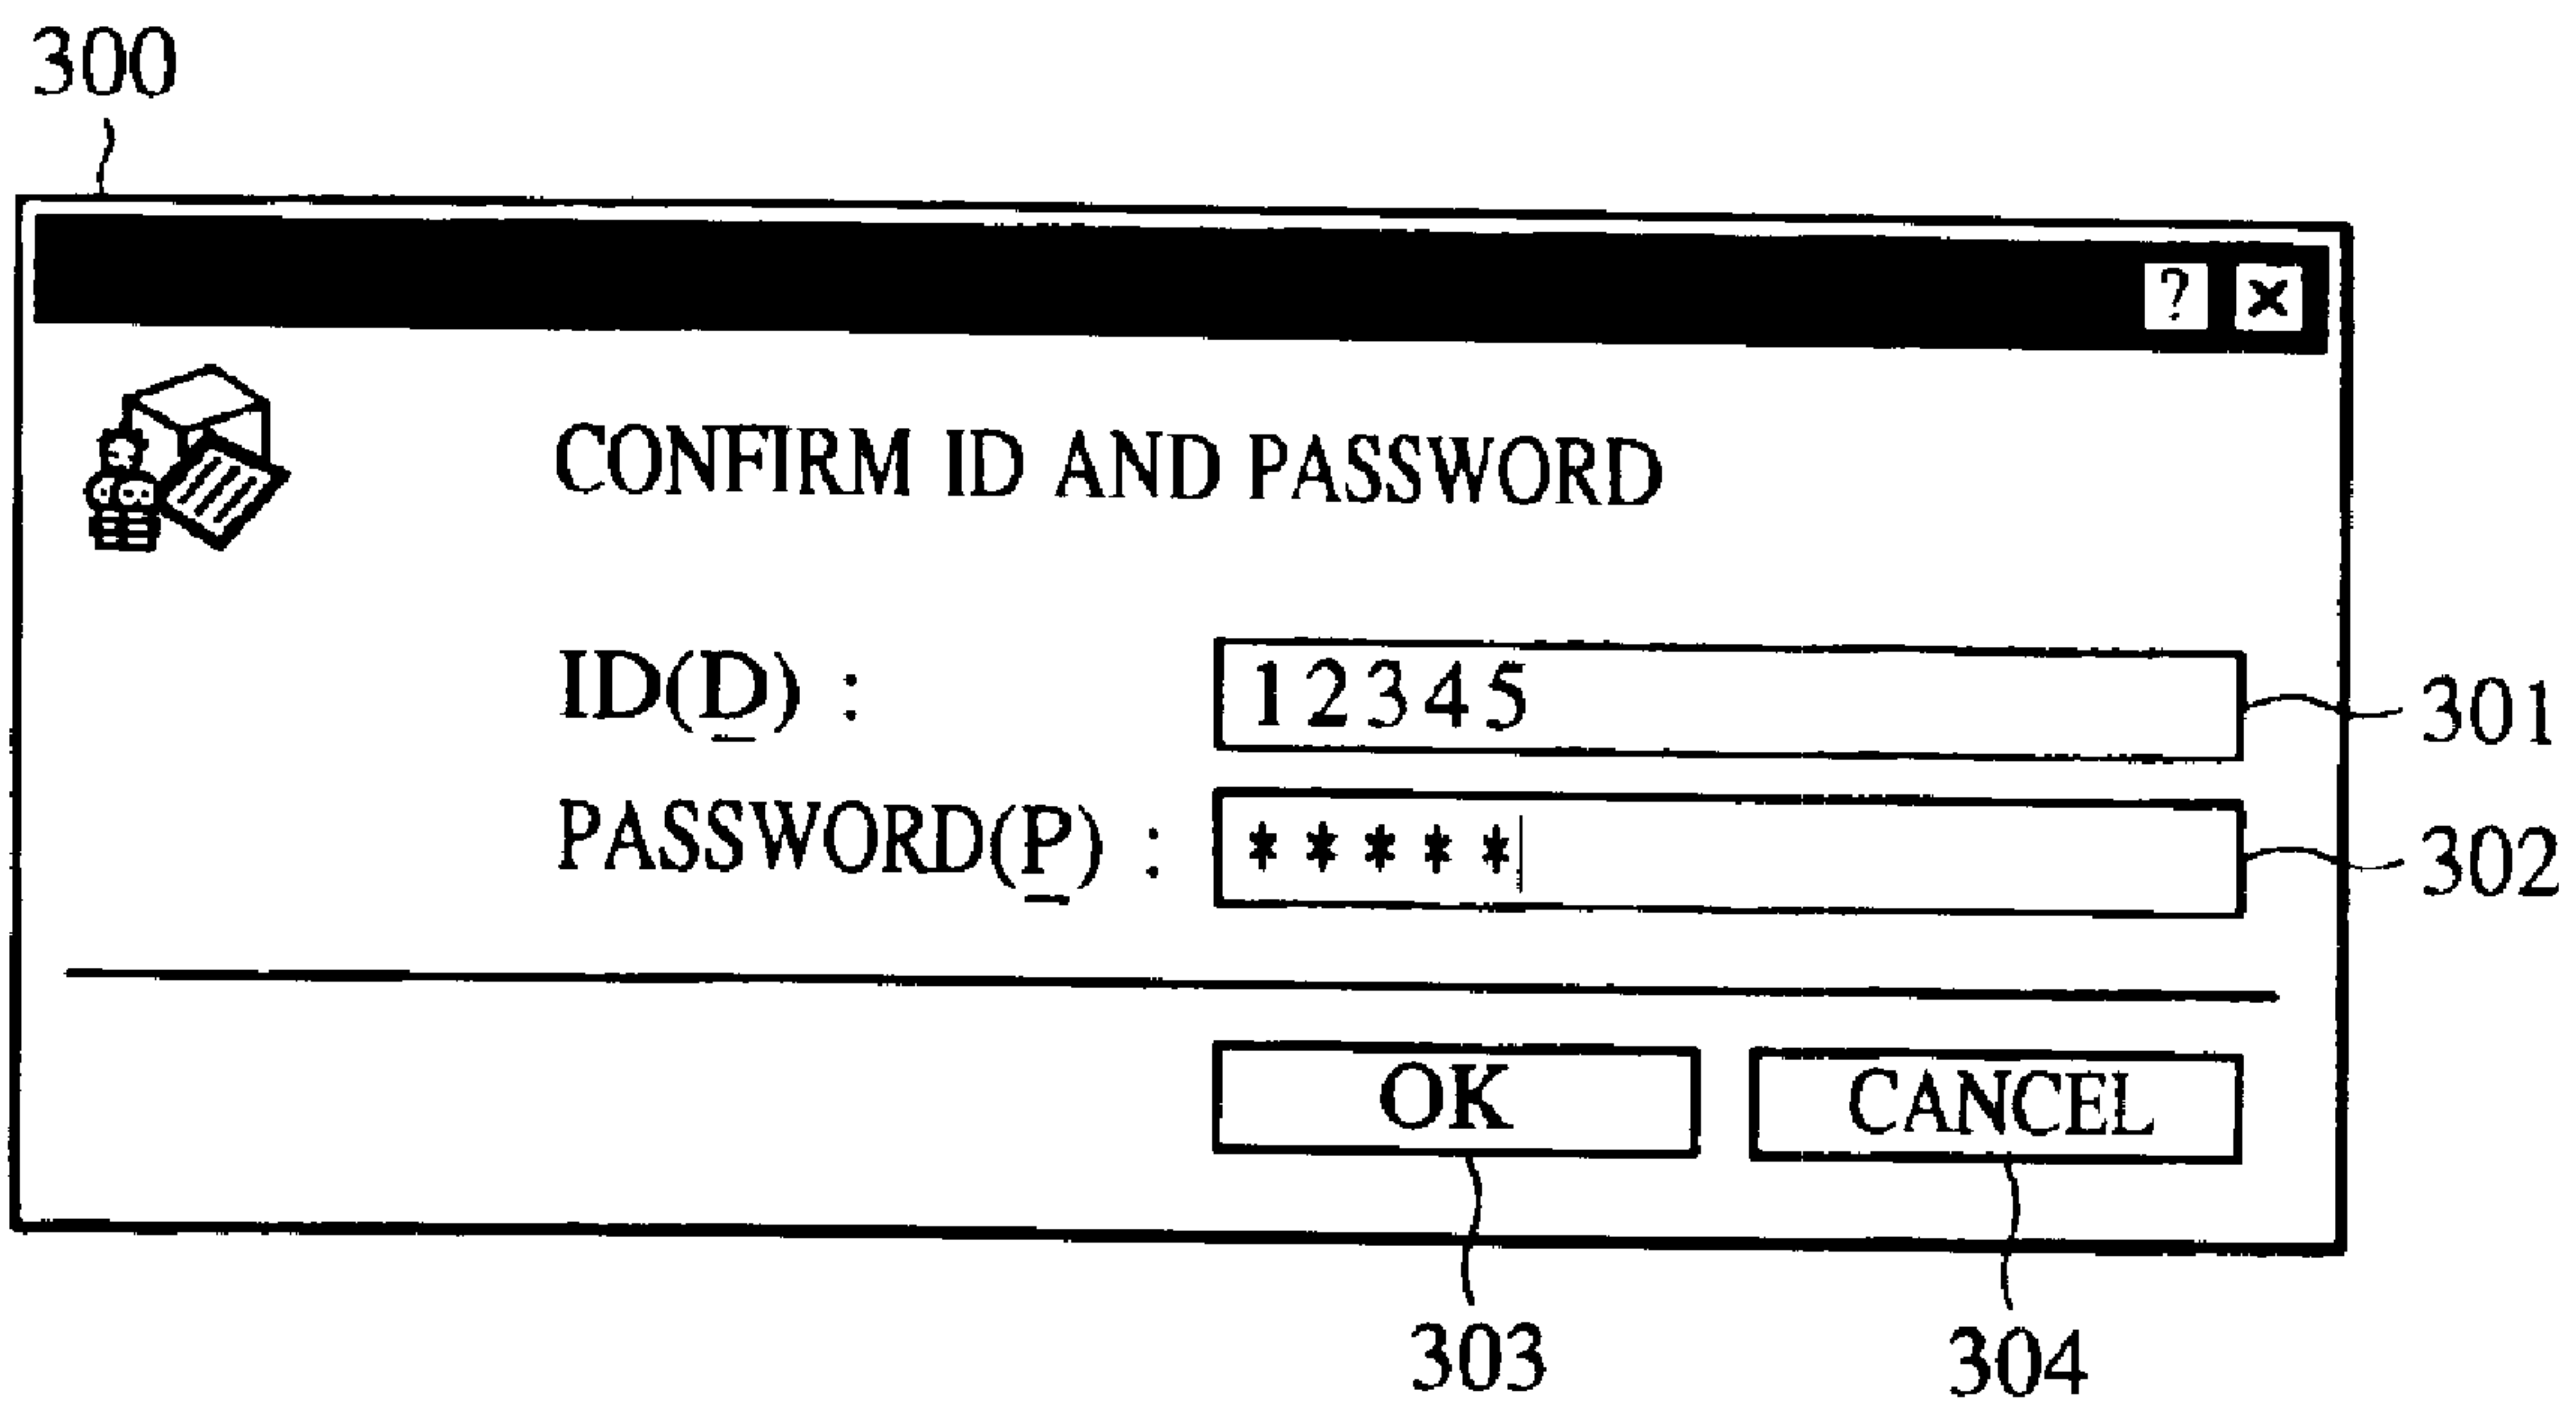 300
? ×
CONFIRM ID AND PASSWORD
ID(D) : 12345 301
PASSWORD(P) : ***** 302
OK CANCEL
303 304